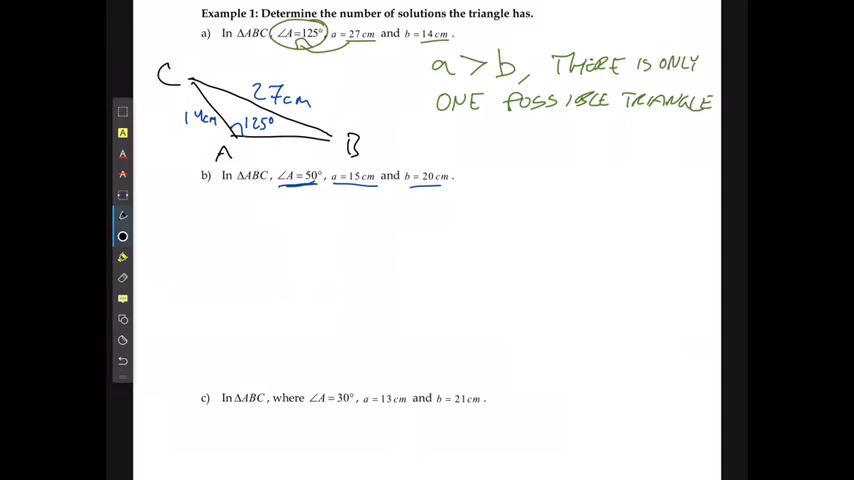 Example 1: Determine the number of solutions the triangle has.
a) In ΔABC, ∠A=125°, a = 27 cm and b = 14 cm .
a > b, THERE IS ONLY
ONE POSSIBLE TRIANGLE
C
27cm
14cm
125°
A
B
b) In ΔABC, ∠A = 50°, a = 15 cm and b = 20 cm .
c) In ΔABC, where ∠A = 30°, a = 13 cm and b = 21 cm .